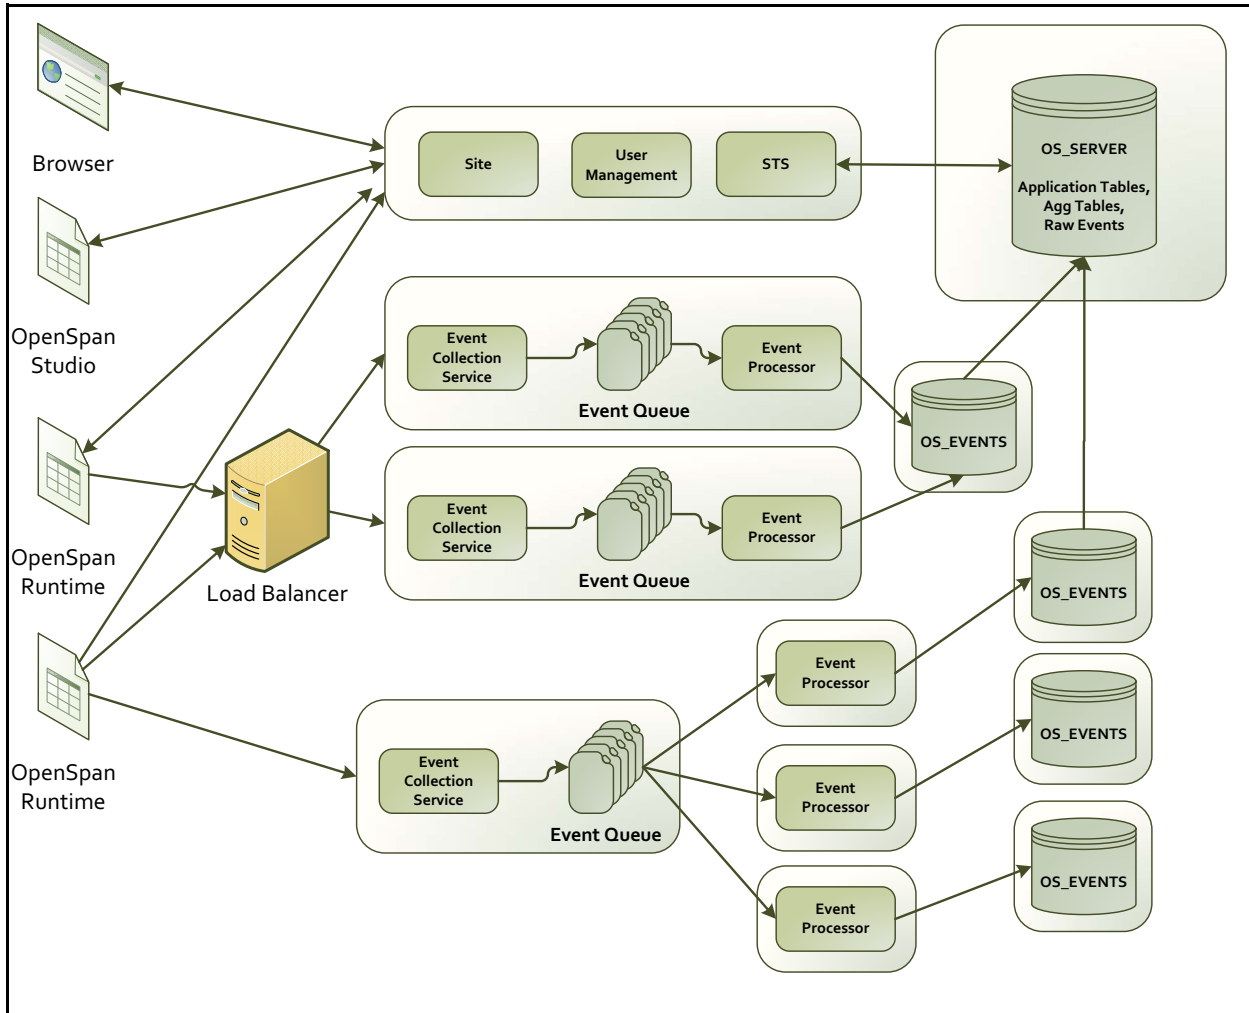 Browser
OpenSpan
Studio
OpenSpan
Runtime
OpenSpan
Runtime
Load Balancer
Site
User
Management
STS
OS_SERVER
Application Tables,
Agg Tables,
Raw Events
Event
Collection
Service
Event Queue
Event
Processor
OS_EVENTS
Event
Collection
Service
Event Queue
Event
Processor
Event
Collection
Service
Event Queue
Event
Processor
OS_EVENTS
Event
Processor
OS_EVENTS
Event
Processor
OS_EVENTS